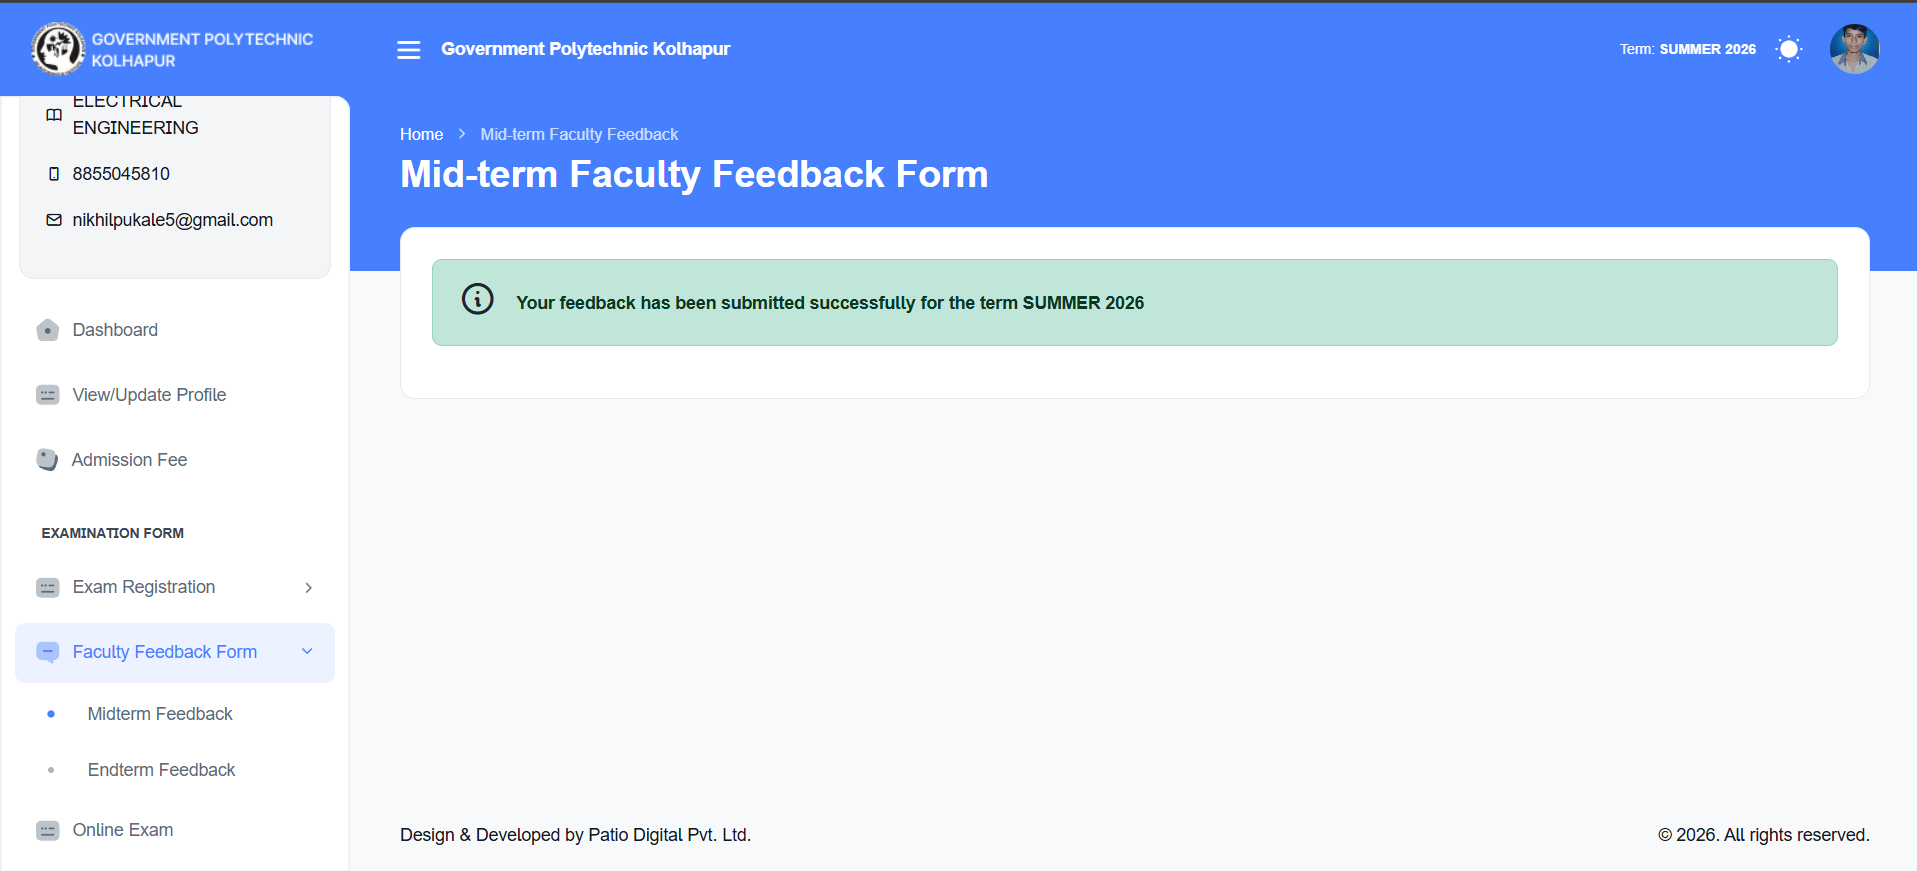 GOVERNMENT POLYTECHNIC
KOLHAPUR
Government Polytechnic Kolhapur
Term: SUMMER 2026
ELECTRICAL
ENGINEERING
8855045810
nikhilpukale5@gmail.com
Dashboard
View/Update Profile
Admission Fee
EXAMINATION FORM
Exam Registration
Faculty Feedback Form
Midterm Feedback
Endterm Feedback
Online Exam
Home > Mid-term Faculty Feedback
Mid-term Faculty Feedback Form
Your feedback has been submitted successfully for the term SUMMER 2026
Design & Developed by Patio Digital Pvt. Ltd.
© 2026. All rights reserved.